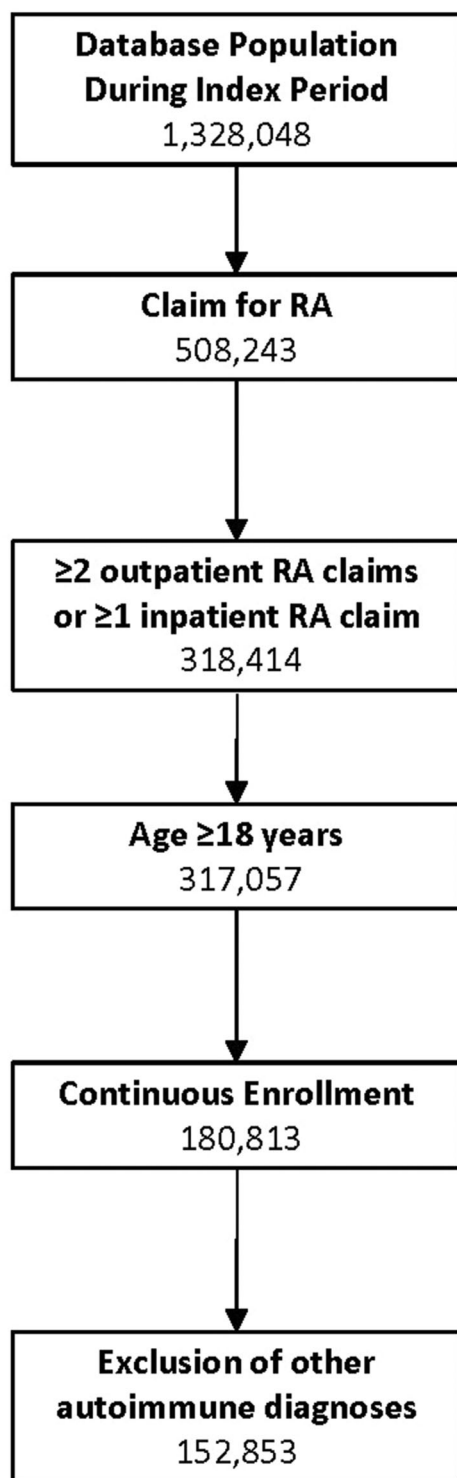 Database Population
During Index Period
1,328,048
Claim for RA
508,243
≥2 outpatient RA claims
or ≥1 inpatient RA claim
318,414
Age ≥18 years
317,057
Continuous Enrollment
180,813
Exclusion of other
autoimmune diagnoses
152,853